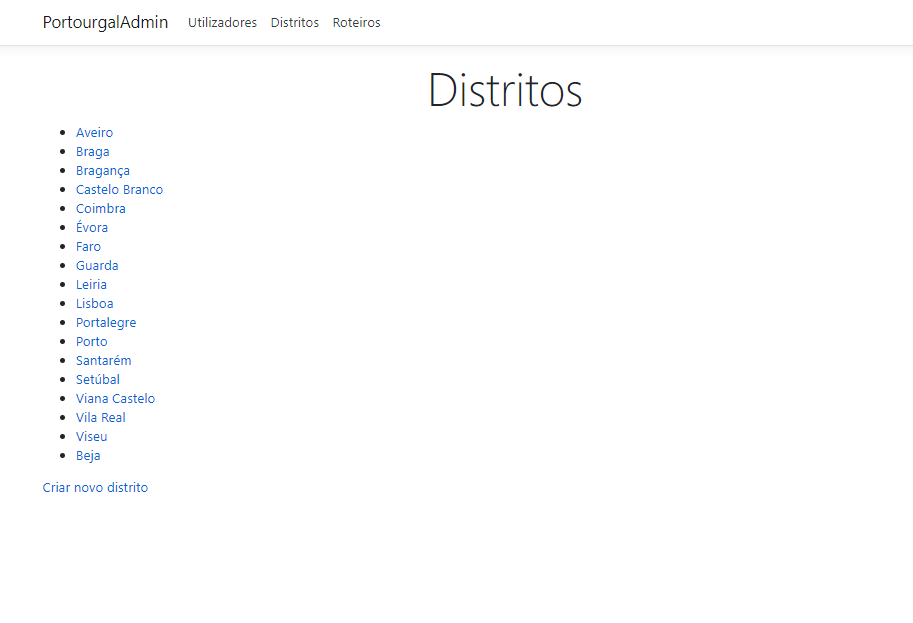 PortourgalAdmin Utilizadores Distritos Roteiros
Distritos
Aveiro
Braga
Bragança
Castelo Branco
Coimbra
Évora
Faro
Guarda
Leiria
Lisboa
Portalegre
Porto
Santarém
Setúbal
Viana Castelo
Vila Real
Viseu
Beja
Criar novo distrito